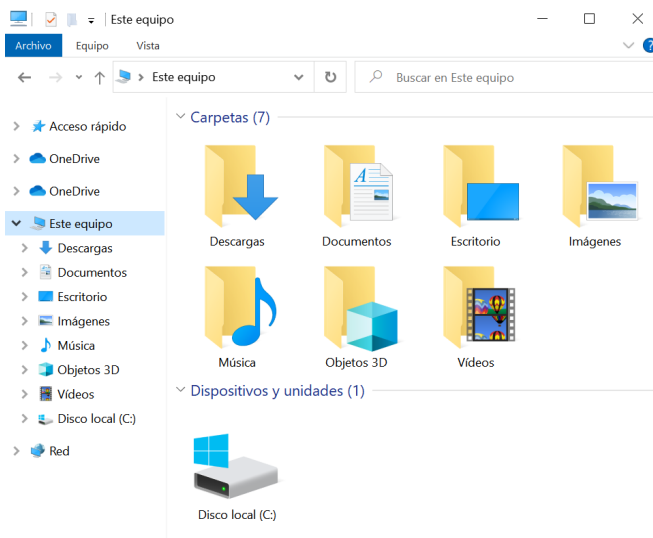 Este equipo
Archivo Equipo Vista
Este equipo
Buscar en Este equipo
Acceso rápido
OneDrive
OneDrive
Este equipo
Descargas
Documentos
Escritorio
Imágenes
Música
Objetos 3D
Vídeos
Disco local (C:)
Red
Carpetas (7)
Descargas Documentos Escritorio Imágenes
Música Objetos 3D Vídeos
Dispositivos y unidades (1)
Disco local (C:)